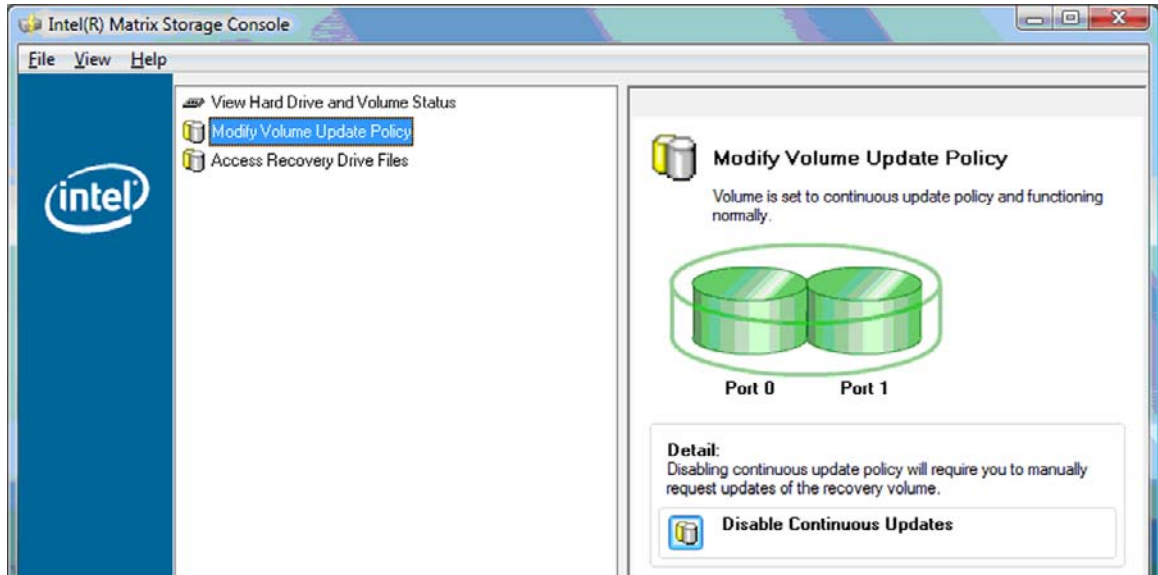 Intel(R) Matrix Storage Console
File View Help
intel
View Hard Drive and Volume Status
Modify Volume Update Policy
Access Recovery Drive Files
Modify Volume Update Policy
Volume is set to continuous update policy and functioning
normally.
Port 0 Port 1
Detail:
Disabling continuous update policy will require you to manually
request updates of the recovery volume.
Disable Continuous Updates